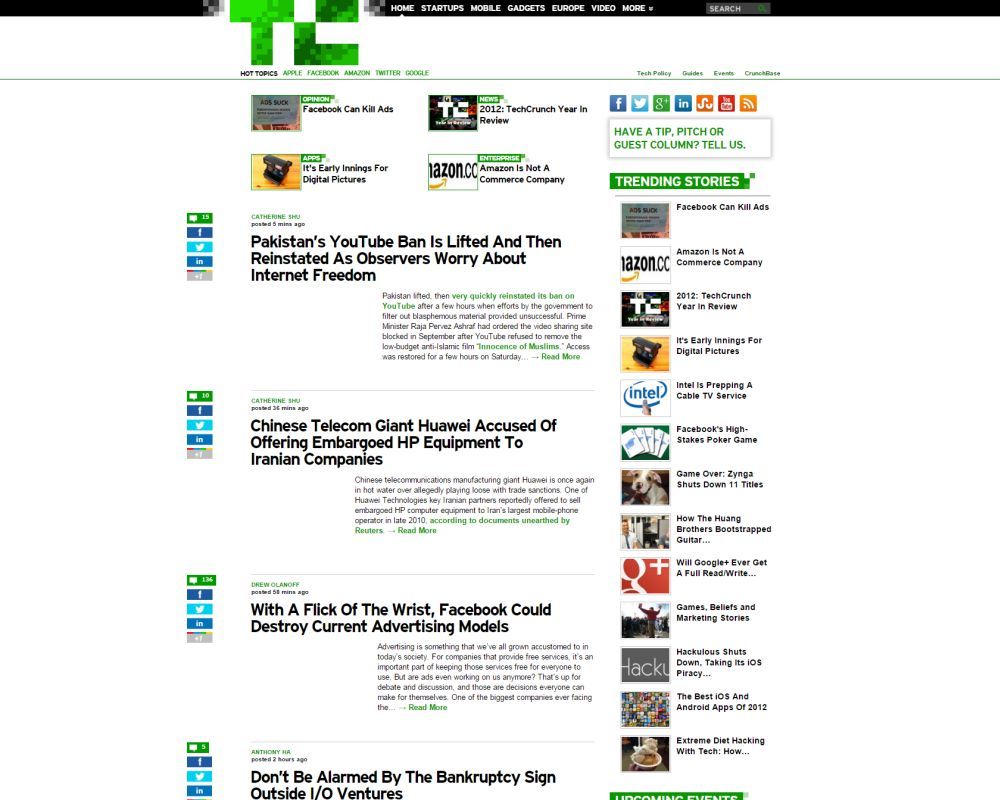 HOME STARTUPS MOBILE GADGETS EUROPE VIDEO MORE
SEARCH
TC
HOT TOPICS APPLE FACEBOOK AMAZON TWITTER GOOGLE
Tech Policy Guides Events CrunchBase
ADS SUCK
OPINION
Facebook Can Kill Ads
TC
Year in Review
NEWS
2012: TechCrunch Year In
Review
APPS
It's Early Innings For
Digital Pictures
ENTERPRISE
Amazon Is Not A
Commerce Company
15
CATHERINE SHU
posted 5 mins ago
Pakistan's YouTube Ban Is Lifted And Then
Reinstated As Observers Worry About
Internet Freedom
Pakistan lifted, then very quickly reinstated its ban on
YouTube after a few hours when efforts by the government to
filter out blasphemous material provided unsuccessful. Prime
Minister Raja Pervez Ashraf had ordered the video sharing site
blocked in September after YouTube refused to remove the
low-budget anti-Islamic film "Innocence of Muslims." Access
was restored for a few hours on Saturday… → Read More
10
CATHERINE SHU
posted 36 mins ago
Chinese Telecom Giant Huawei Accused Of
Offering Embargoed HP Equipment To
Iranian Companies
Chinese telecommunications manufacturing giant Huawei is once again
in hot water over allegedly playing loose with trade sanctions. One of
Huawei Technologies key Iranian partners reportedly offered to sell
embargoed HP computer equipment to Iran's largest mobile-phone
operator in late 2010, according to documents unearthed by
Reuters. → Read More
136
DREW OLANOFF
posted 58 mins ago
With A Flick Of The Wrist, Facebook Could
Destroy Current Advertising Models
Advertising is something that we've all grown accustomed to in
today's society. For companies that provide free services, it's an
important part of keeping those services free for everyone to
use. But are ads even working on us anymore? That's up for
debate and discussion, and those are decisions everyone can
make for themselves. One of the biggest companies ever facing
the… → Read More
5
ANTHONY HA
posted 2 hours ago
Don't Be Alarmed By The Bankruptcy Sign
Outside I/O Ventures
HAVE A TIP, PITCH OR
GUEST COLUMN? TELL US.
TRENDING STORIES
ADS SUCK
Facebook Can Kill Ads
Amazon Is Not A
Commerce Company
TC
Year in Review
2012: TechCrunch
Year In Review
It's Early Innings For
Digital Pictures
intel
Intel Is Prepping A
Cable TV Service
Facebook's High-
Stakes Poker Game
Game Over: Zynga
Shuts Down 11 Titles
How The Huang
Brothers Bootstrapped
Guitar…
Will Google+ Ever Get
A Full Read/Write…
Games, Beliefs and
Marketing Stories
Hackulous Shuts
Down, Taking Its iOS
Piracy…
The Best iOS And
Android Apps Of 2012
Extreme Diet Hacking
With Tech: How…
UPCOMING EVENTS